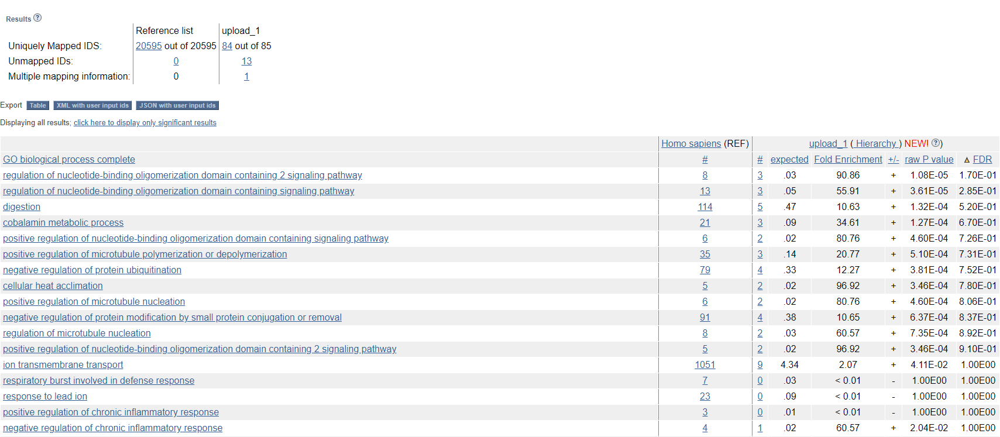 Results ?
Reference list upload_1
Uniquely Mapped IDS: 20595 out of 20595 84 out of 85
Unmapped IDs: 0 13
Multiple mapping information: 0 1
Export Table XML with user input ids JSON with user input ids
Displaying all results; click here to display only significant results
Homo sapiens (REF) upload_1 ( Hierarchy ) NEW! ?)
GO biological process complete # # expected Fold Enrichment +/- raw P value ▲ FDR
regulation of nucleotide-binding oligomerization domain containing 2 signaling pathway 8 3 .03 90.86 + 1.08E-05 1.70E-01
regulation of nucleotide-binding oligomerization domain containing signaling pathway 13 3 .05 55.91 + 3.61E-05 2.85E-01
digestion 114 5 .47 10.63 + 1.32E-04 5.20E-01
cobalamin metabolic process 21 3 .09 34.61 + 1.27E-04 6.70E-01
positive regulation of nucleotide-binding oligomerization domain containing signaling pathway 6 2 .02 80.76 + 4.60E-04 7.26E-01
positive regulation of microtubule polymerization or depolymerization 35 3 .14 20.77 + 5.10E-04 7.31E-01
negative regulation of protein ubiquitination 79 4 .33 12.27 + 3.81E-04 7.52E-01
cellular heat acclimation 5 2 .02 96.92 + 3.46E-04 7.80E-01
positive regulation of microtubule nucleation 6 2 .02 80.76 + 4.60E-04 8.06E-01
negative regulation of protein modification by small protein conjugation or removal 91 4 .38 10.65 + 6.37E-04 8.37E-01
regulation of microtubule nucleation 8 2 .03 60.57 + 7.35E-04 8.92E-01
positive regulation of nucleotide-binding oligomerization domain containing 2 signaling pathway 5 2 .02 96.92 + 3.46E-04 9.10E-01
ion transmembrane transport 1051 9 4.34 2.07 + 4.11E-02 1.00E00
respiratory burst involved in defense response 7 0 .03 < 0.01 - 1.00E00 1.00E00
response to lead ion 23 0 .09 < 0.01 - 1.00E00 1.00E00
positive regulation of chronic inflammatory response 3 0 .01 < 0.01 - 1.00E00 1.00E00
negative regulation of chronic inflammatory response 4 1 .02 60.57 + 2.04E-02 1.00E00